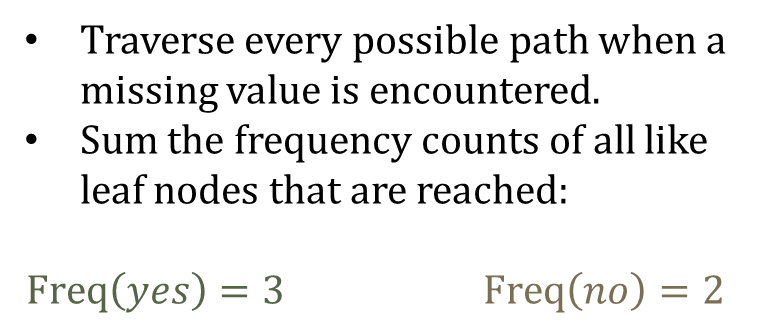 • Traverse every possible path when a
missing value is encountered.
• Sum the frequency counts of all like
leaf nodes that are reached:
Freq(yes) = 3 Freq(no) = 2